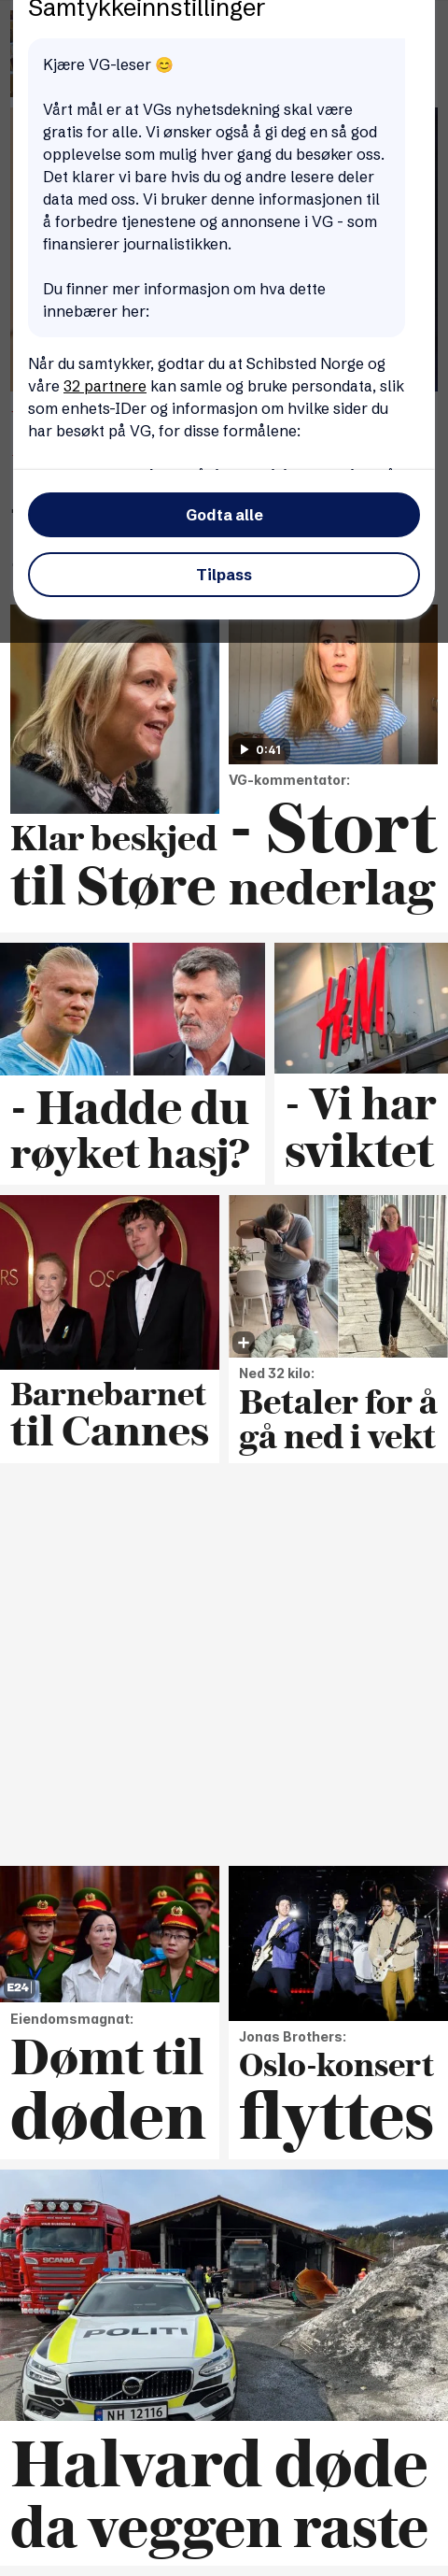 Samtykkeinnstillinger
Kjære VG-leser 😊
Vårt mål er at VGs nyhetsdekning skal være
gratis for alle. Vi ønsker også å gi deg en så god
opplevelse som mulig hver gang du besøker oss.
Det klarer vi bare hvis du og andre lesere deler
data med oss. Vi bruker denne informasjonen til
å forbedre tjenestene og annonsene i VG - som
finansierer journalistikken.
Du finner mer informasjon om hva dette
innebærer her:
Når du samtykker, godtar du at Schibsted Norge og
våre 32 partnere kan samle og bruke persondata, slik
som enhets-IDer og informasjon om hvilke sider du
har besøkt på VG, for disse formålene:
Godta alle
Tilpass
Klar beskjed
til Støre
0:41
VG-kommentator:
- Stort
nederlag
- Hadde du
røyket hasj?
H&M
- Vi har
sviktet
OSC
Barnebarnet
til Cannes
Ned 32 kilo:
Betaler for å
gå ned i vekt
E24
Eiendomsmagnat:
Dømt til
døden
Jonas Brothers:
Oslo-konsert
flyttes
SCANIA
POLITI
NH 12116
Halvard døde
da veggen raste